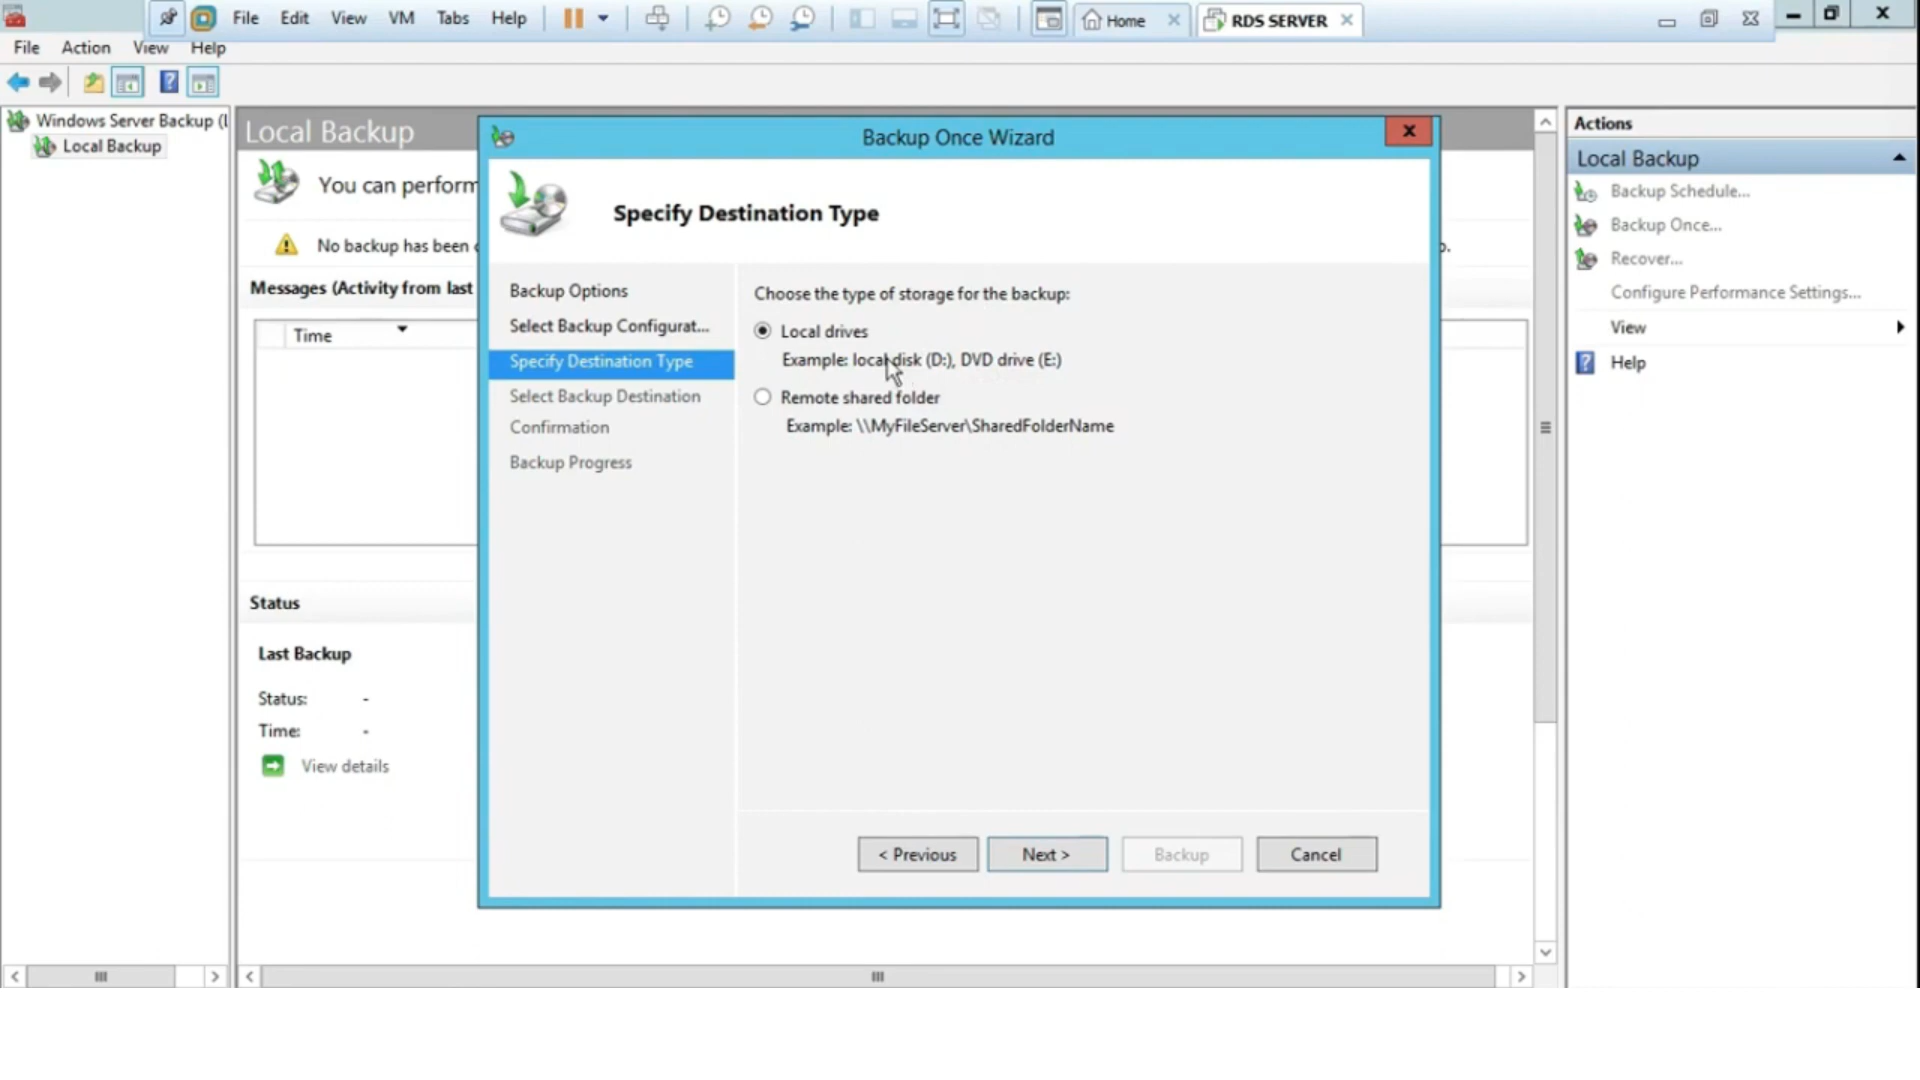 File Edit View VM Tabs Help Home RDS SERVER
File Action View Help
Windows Server Backup (L
Local Backup
Local Backup
You can perform
No backup has been
Messages (Activity from last
Time
Status
Last Backup
Status: -
Time: -
View details
Backup Once Wizard
Specify Destination Type
Backup Options
Select Backup Configurat...
Specify Destination Type
Select Backup Destination
Confirmation
Backup Progress
Choose the type of storage for the backup:
Local drives
Example: local disk (D:), DVD drive (E:)
Remote shared folder
Example: \\MyFileServer\SharedFolderName
< Previous Next > Backup Cancel
Actions
Local Backup
Backup Schedule...
Backup Once...
Recover...
Configure Performance Settings...
View
Help